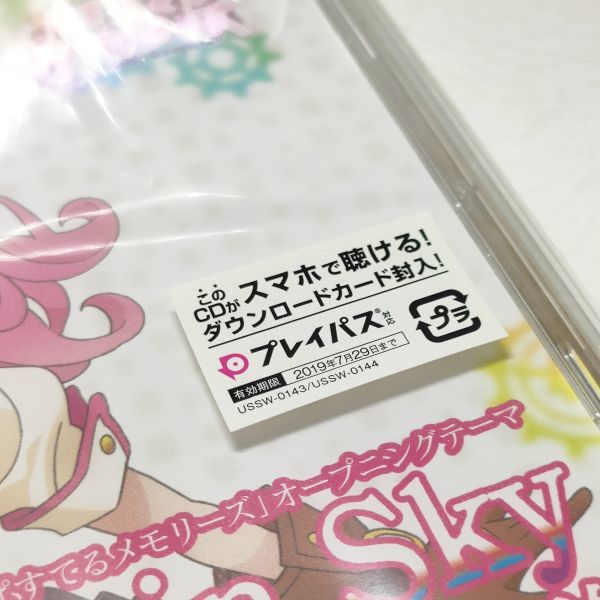 このCDがスマホで聴ける!
ダウンロードカード封入!
プレイパス® 対応
有効期限 2019年7月29日まで
USSW-0143/USSW-0144
プラ
すてるメモリーズ」オープニングテーマ
Sky